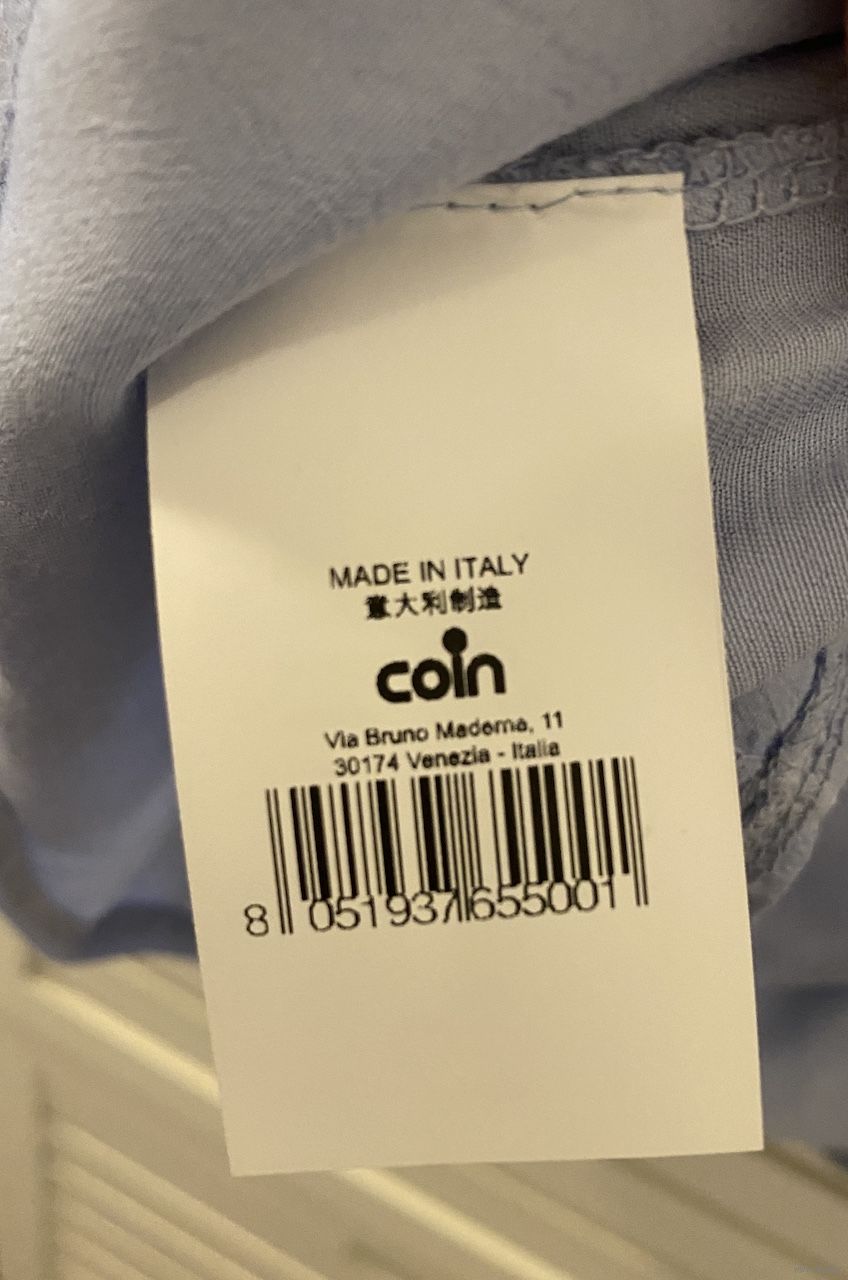 MADE IN ITALY
意大利制造
coin
Via Bruno Maderna, 11
30174 Venezia - Italia
8 051937 655001